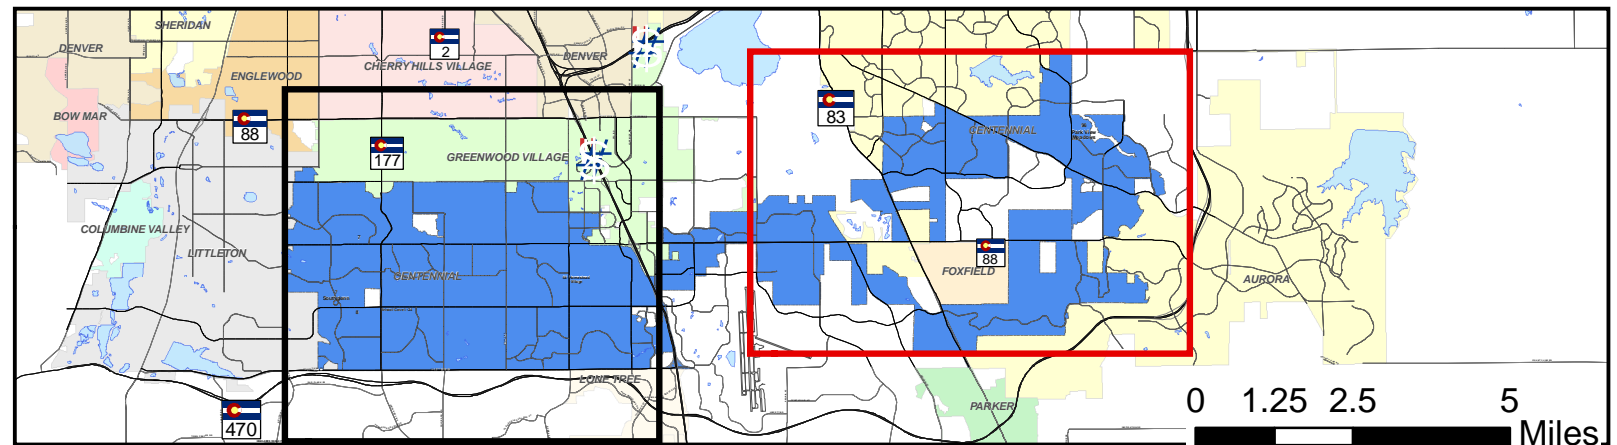 SHERIDAN
DENVER
2
CHERRY HILLS VILLAGE
DENVER
ENGLEWOOD
BOW MAR
88
83
CENTENNIAL
177
GREENWOOD VILLAGE
COLUMBINE VALLEY
LITTLETON
88
CENTENNIAL
FOXFIELD
AURORA
LONE TREE
PARKER
470
0 1.25 2.5 5
Miles